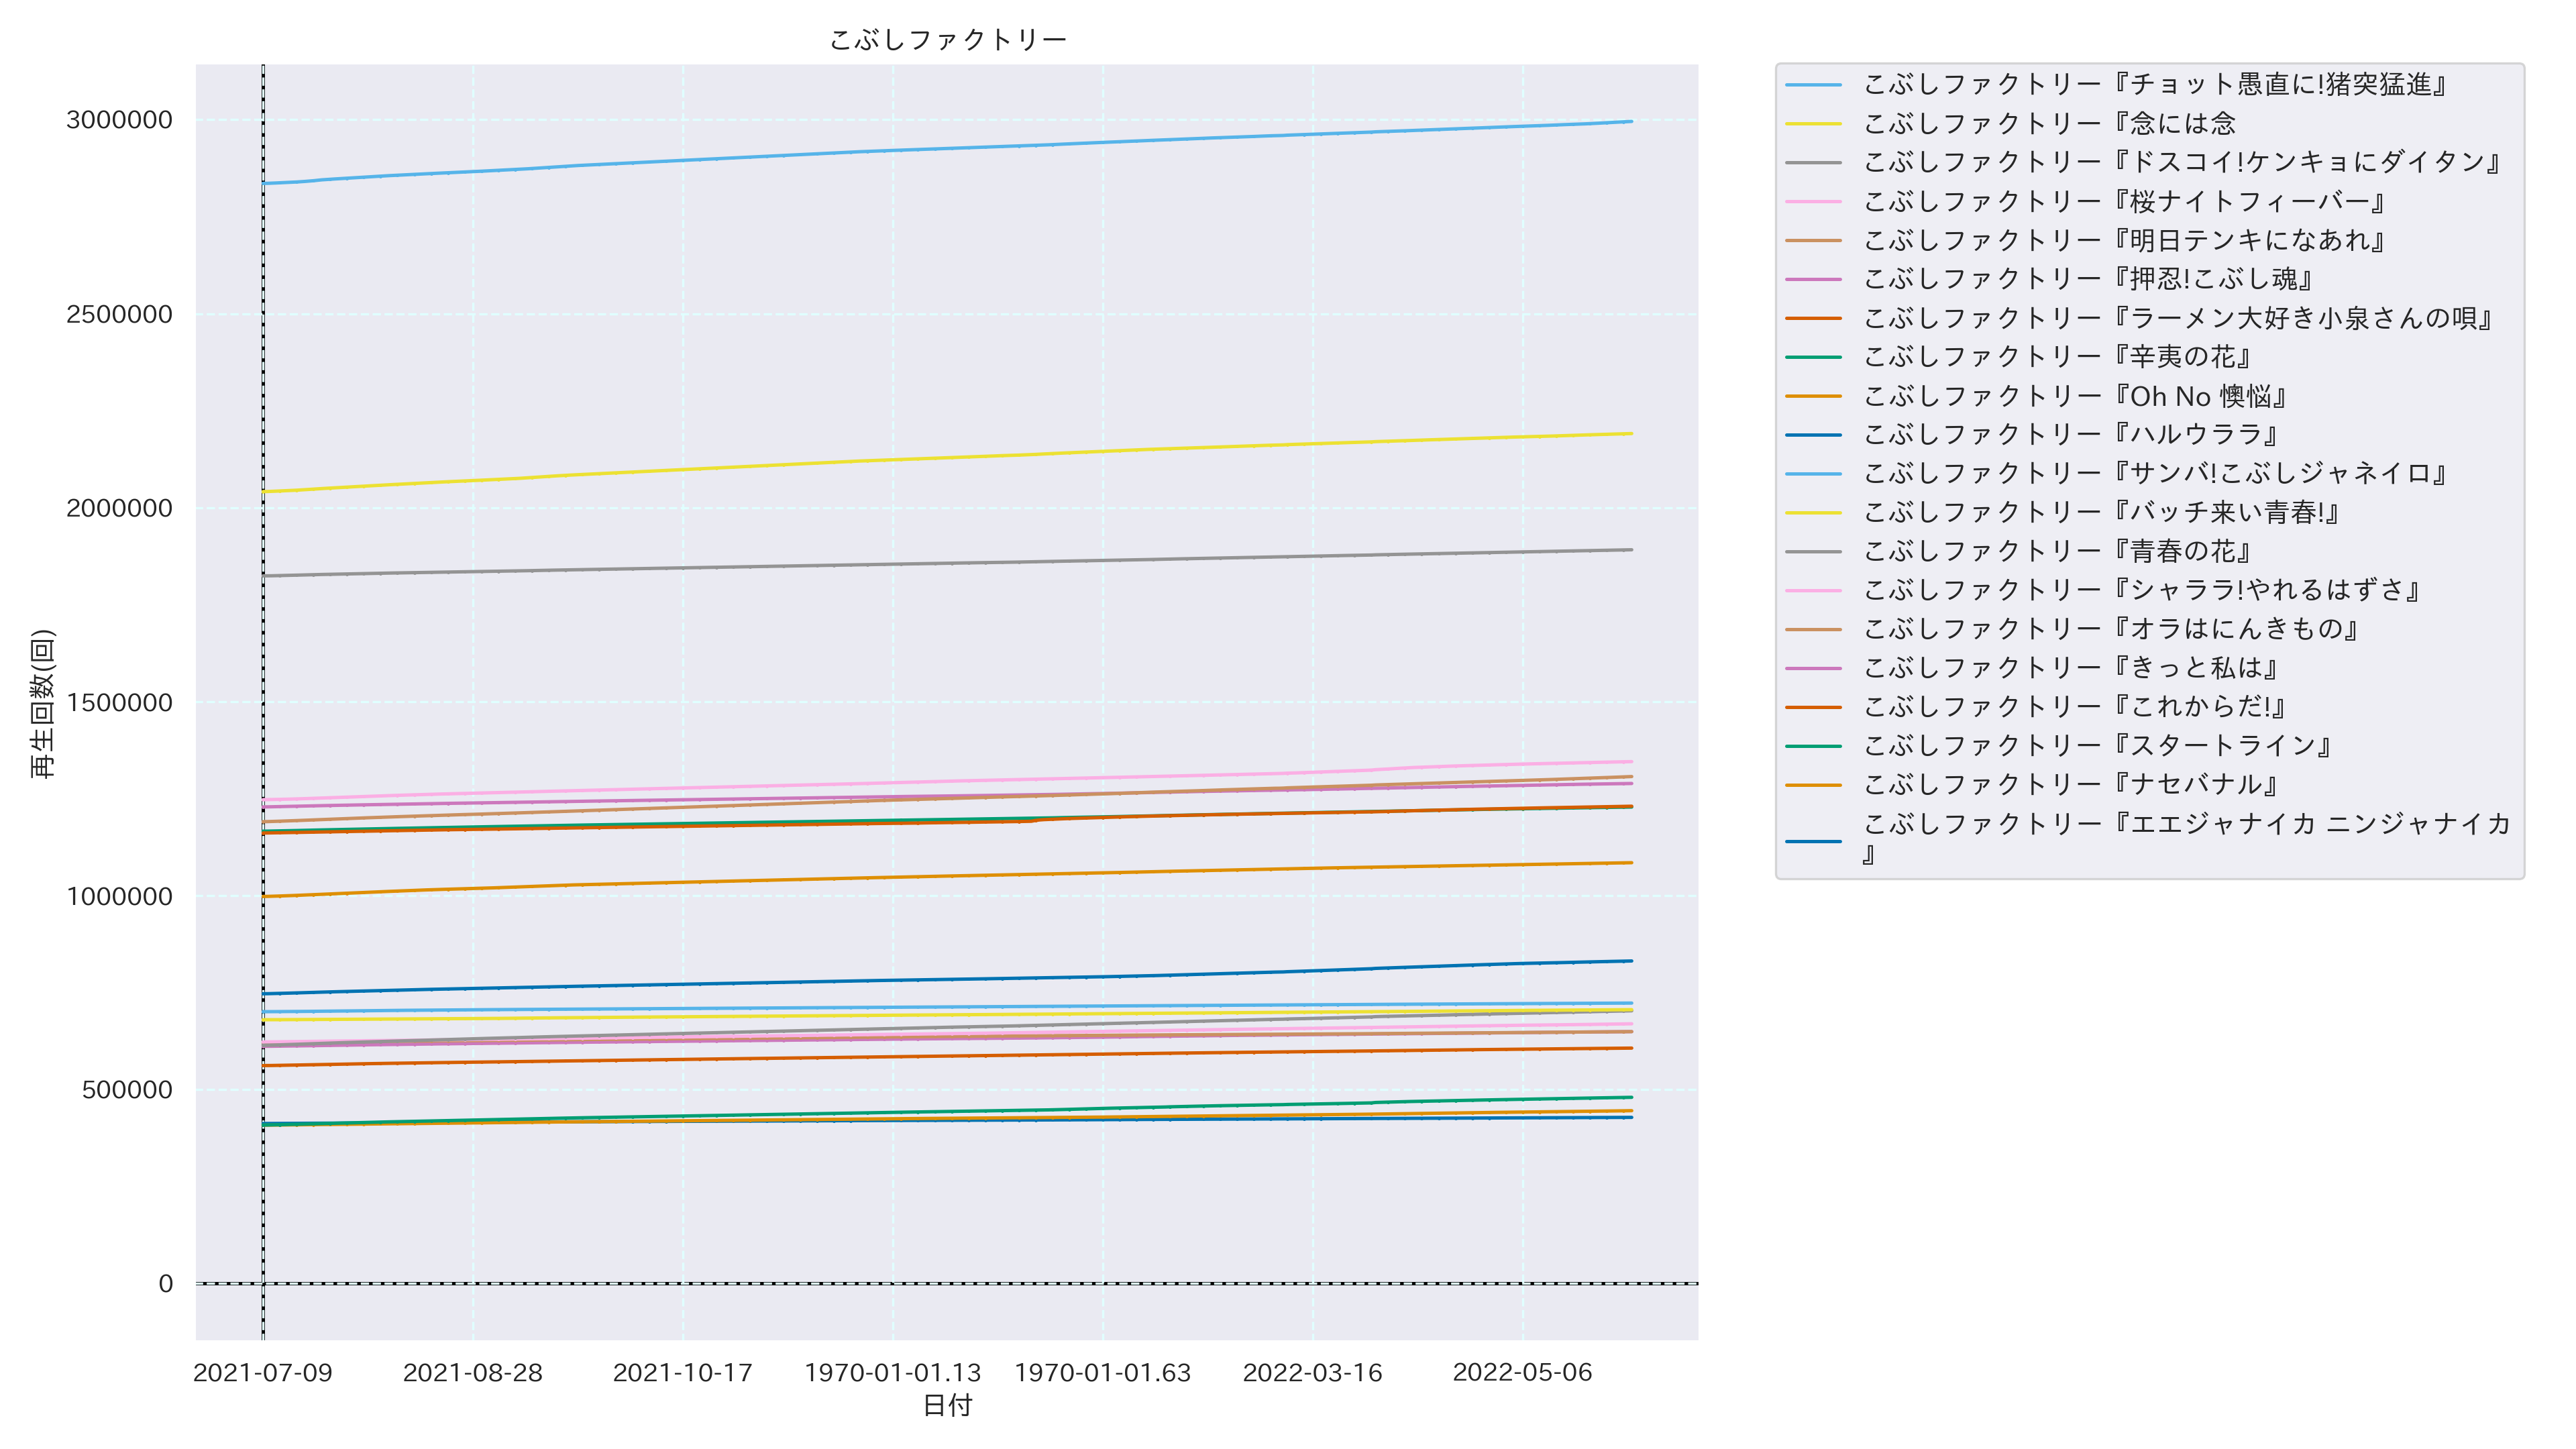 こぶしファクトリー
3000000
2500000
2000000
1500000
1000000
500000
0
再生回数(回)
2021-07-09
2021-08-28
2021-10-17
1970-01-01.13
1970-01-01.63
2022-03-16
2022-05-06
日付
こぶしファクトリー『チョット愚直に!猪突猛進』
こぶしファクトリー『念には念
こぶしファクトリー『ドスコイ!ケンキョにダイタン』
こぶしファクトリー『桜ナイトフィーバー』
こぶしファクトリー『明日テンキになあれ』
こぶしファクトリー『押忍!こぶし魂』
こぶしファクトリー『ラーメン大好き小泉さんの唄』
こぶしファクトリー『辛夷の花』
こぶしファクトリー『Oh No 懊悩』
こぶしファクトリー『ハルウララ』
こぶしファクトリー『サンバ!こぶしジャネイロ』
こぶしファクトリー『バッチ来い青春!』
こぶしファクトリー『青春の花』
こぶしファクトリー『シャララ!やれるはずさ』
こぶしファクトリー『オラはにんきもの』
こぶしファクトリー『きっと私は』
こぶしファクトリー『これからだ!』
こぶしファクトリー『スタートライン』
こぶしファクトリー『ナセバナル』
こぶしファクトリー『エエジャナイカ ニンジャナイカ
』